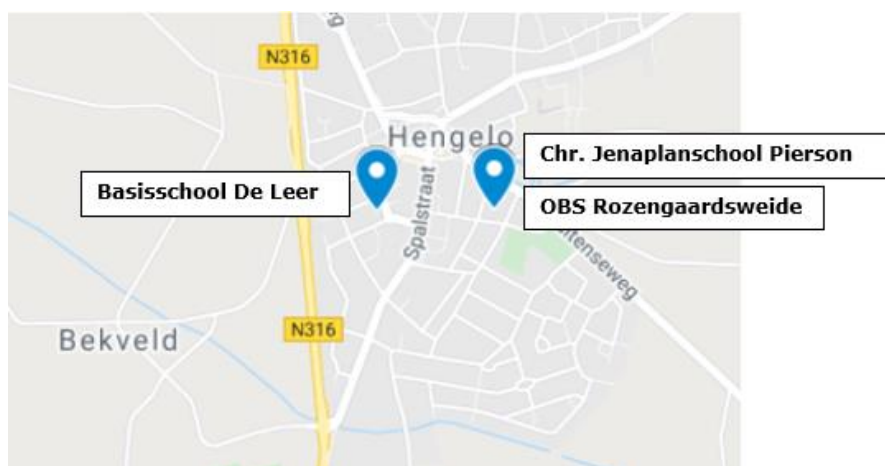 N316
Hengelo
Chr. Jenaplanschool Pierson
Basisschool De Leer
OBS Rozengaardsweide
Spalstraat
N316
Bekveld